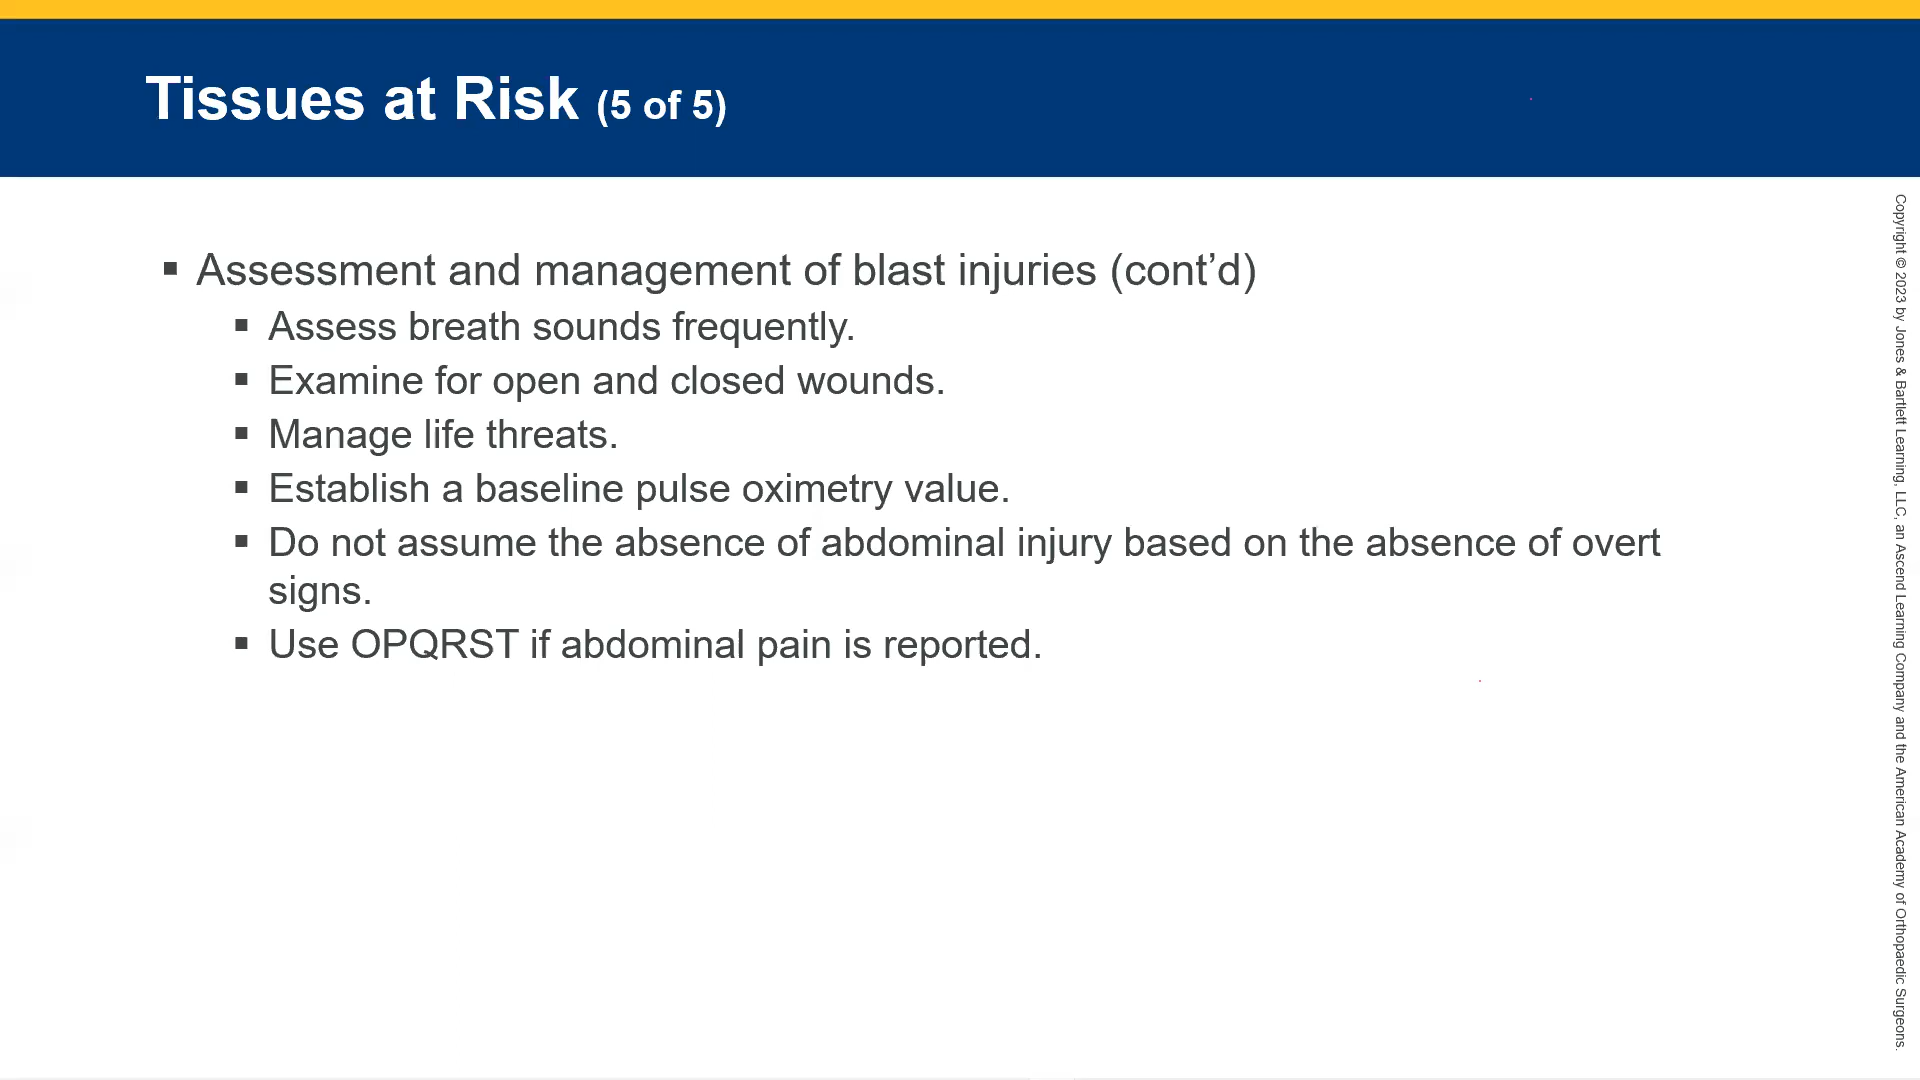 Tissues at Risk (5 of 5)
▪ Assessment and management of blast injuries (cont’d)
▪ Assess breath sounds frequently.
▪ Examine for open and closed wounds.
▪ Manage life threats.
▪ Establish a baseline pulse oximetry value.
▪ Do not assume the absence of abdominal injury based on the absence of overt
signs.
▪ Use OPQRST if abdominal pain is reported.
Copyright © 2023 by Jones & Bartlett Learning, LLC, an Ascend Learning Company and the American Academy of Orthopaedic Surgeons.